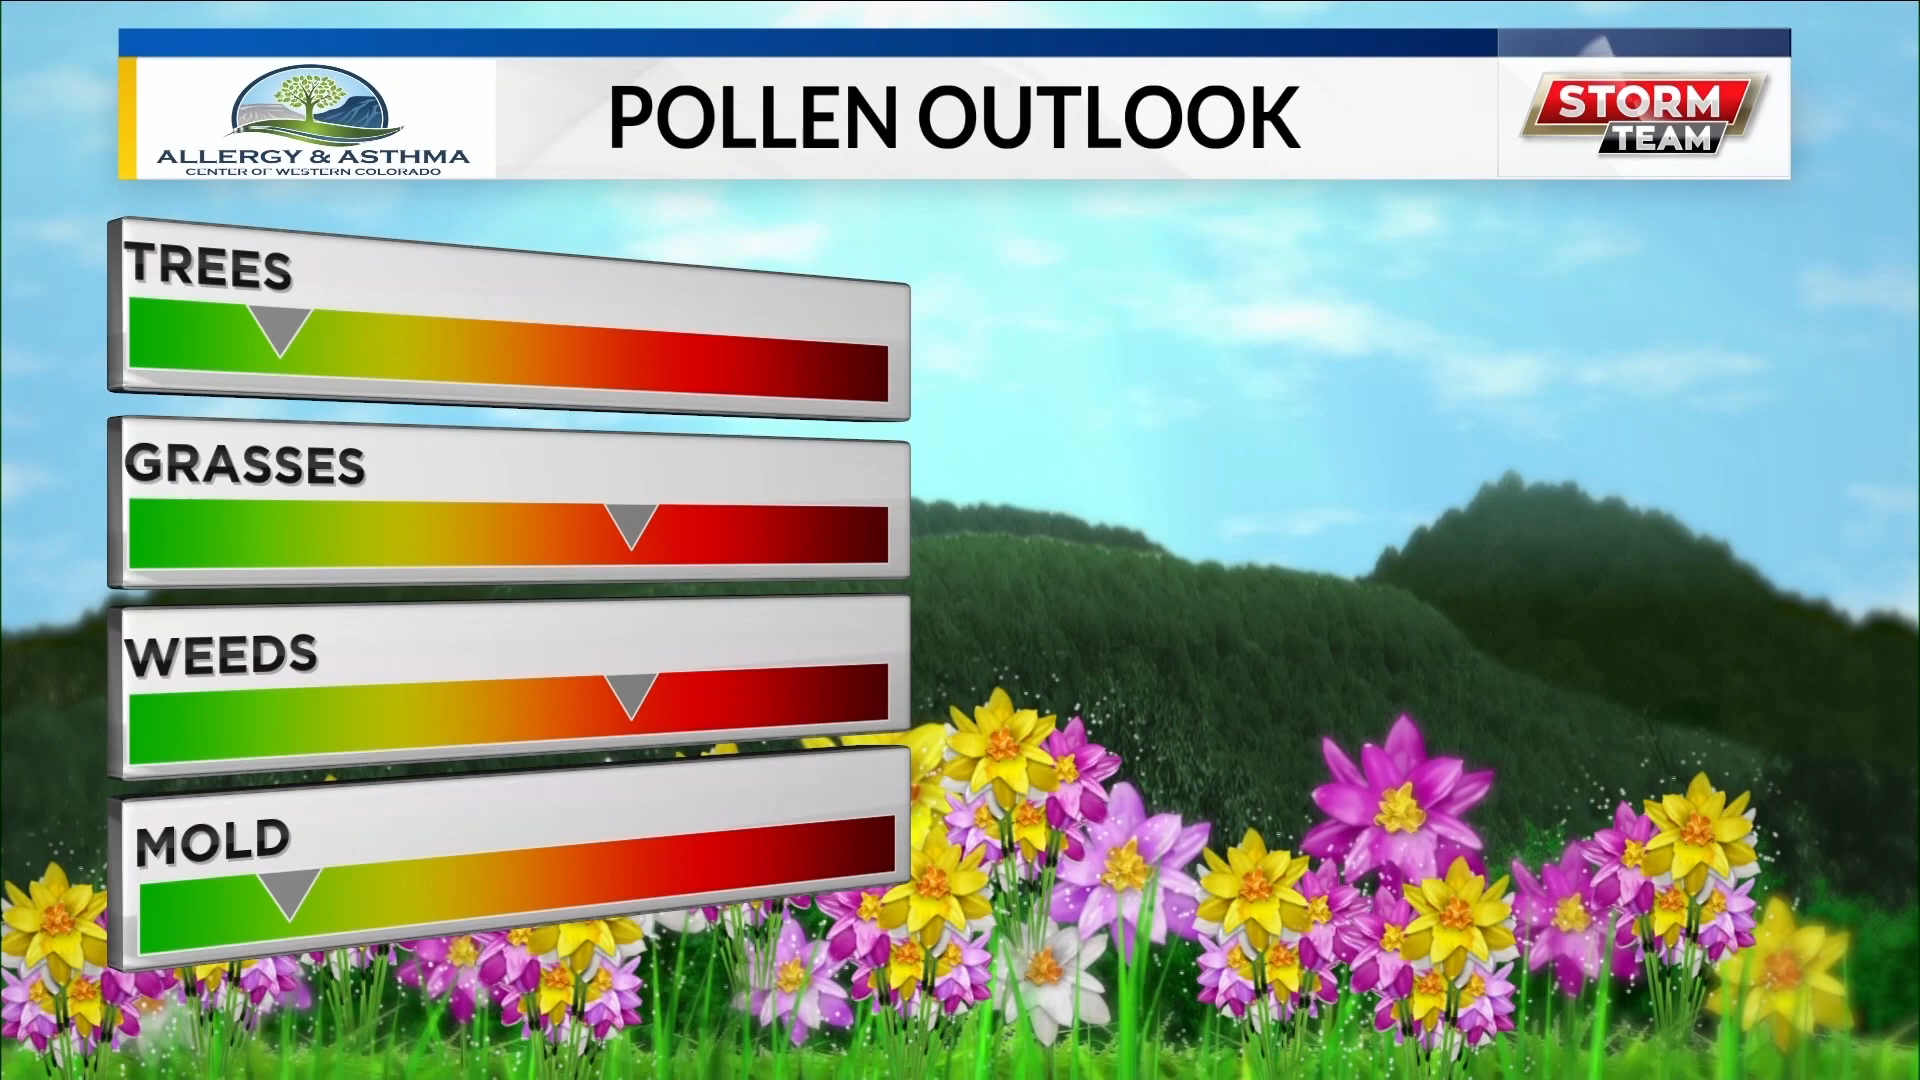 POLLEN OUTLOOK
ALLERGY & ASTHMA
CENTER OF WESTERN COLORADO
STORM
TEAM
TREES
GRASSES
WEEDS
MOLD